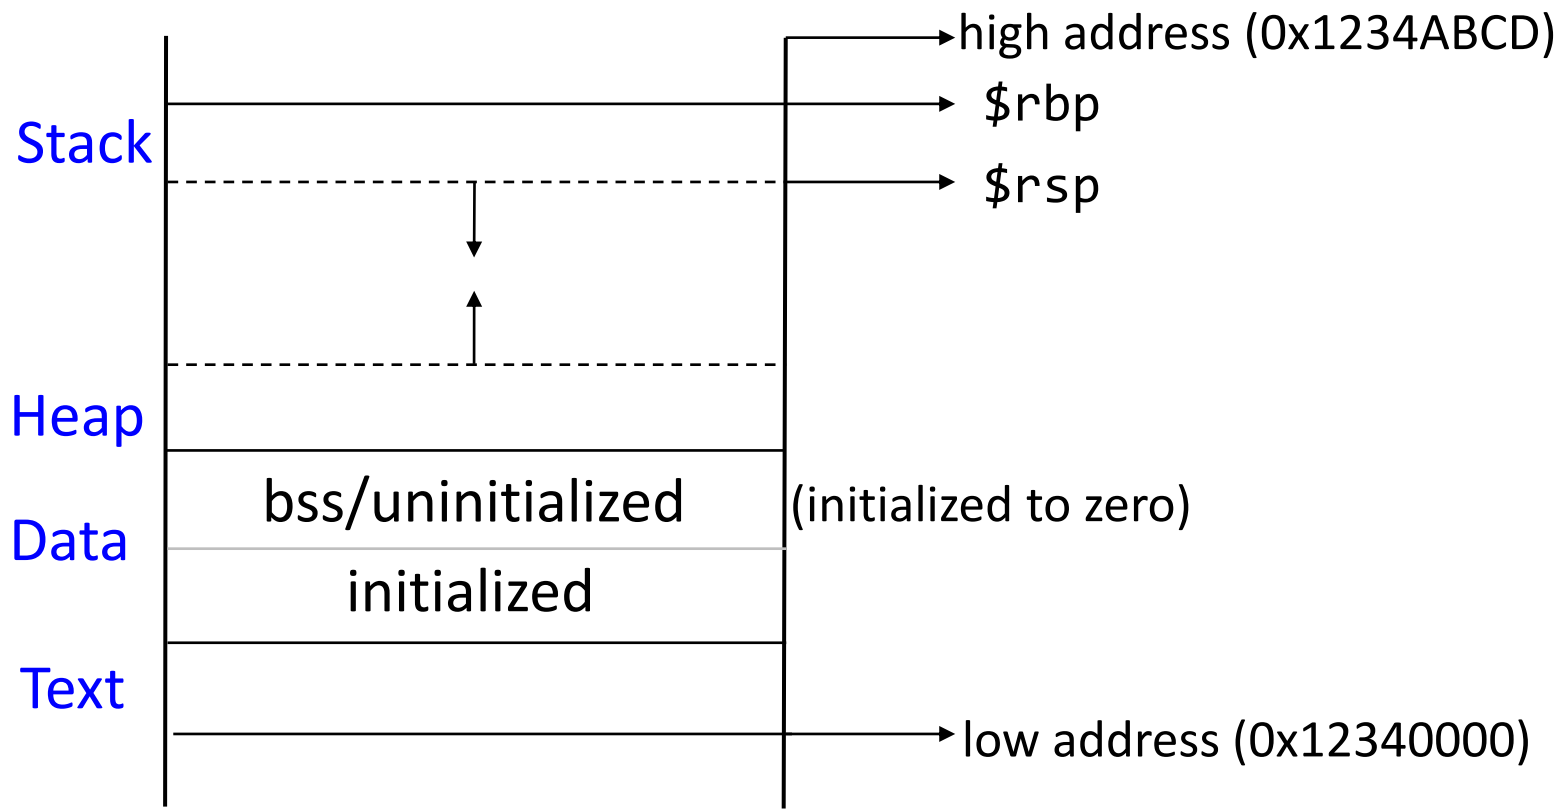 high address (0x1234ABCD)
$rbp
Stack
$rsp
Heap
bss/uninitialized
(initialized to zero)
Data
initialized
Text
low address (0x12340000)